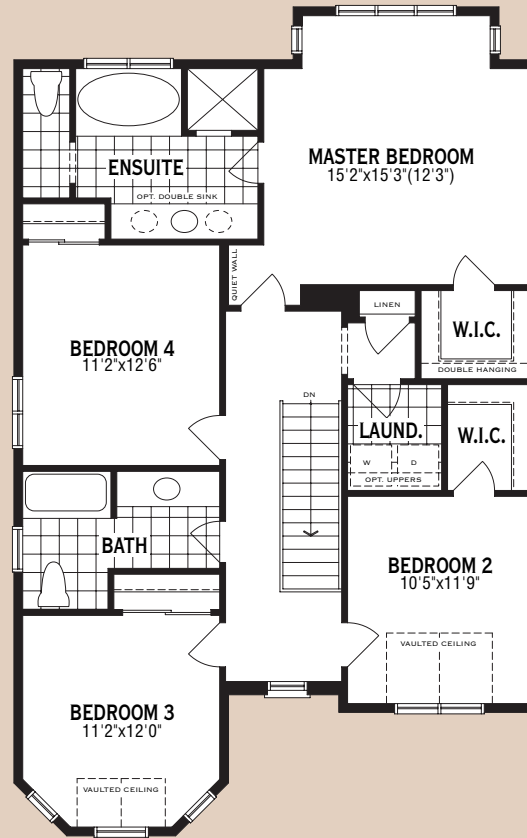 ENSUITE
OPT. DOUBLE SINK
MASTER BEDROOM
15'2"x15'3"(12'3")
QUIET WALL
LINEN
W.I.C.
DOUBLE HANGING
BEDROOM 4
11'2"x12'6"
DN
LAUND.
W D
OPT. UPPERS
W.I.C.
BATH
BEDROOM 2
10'5"x11'9"
VAULTED CEILING
BEDROOM 3
11'2"x12'0"
VAULTED CEILING